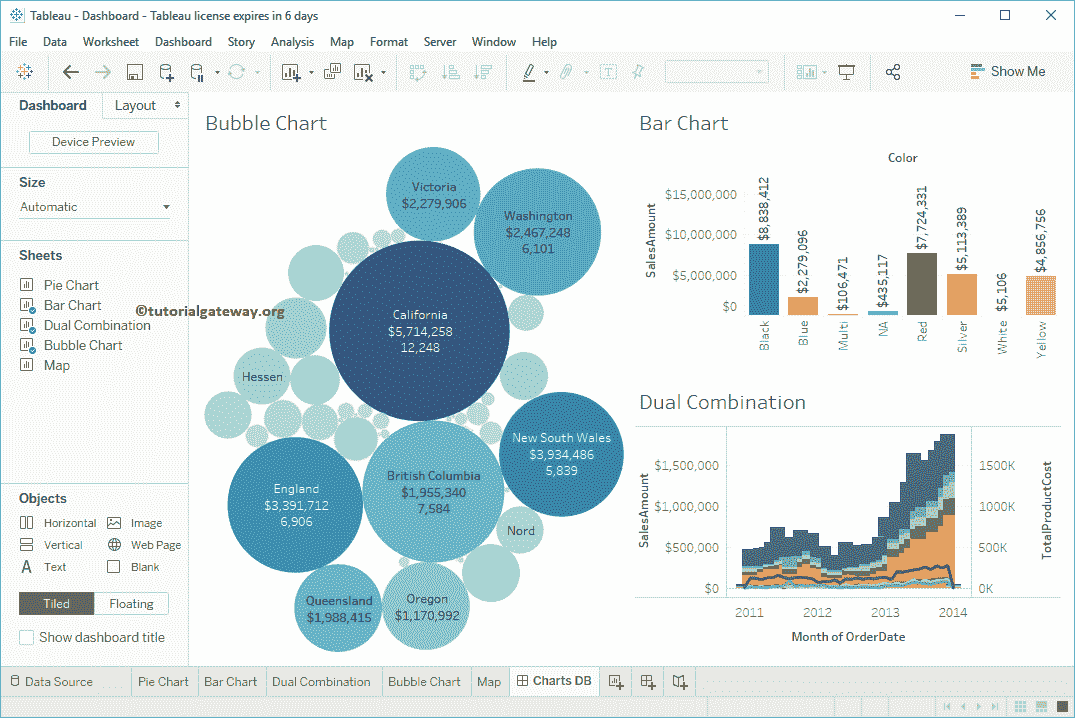 Tableau - Dashboard - Tableau license expires in 6 days
File Data Worksheet Dashboard Story Analysis Map Format Server Window Help
Show Me
Dashboard Layout
Device Preview
Size
Automatic
Sheets
Pie Chart
Bar Chart
Dual Combination
Bubble Chart
Map
©tutorialgateway.org
Objects
Horizontal Image
Vertical Web Page
A Text Blank
Tiled Floating
Show dashboard title
Bubble Chart
Victoria
$2,279,906
Washington
$2,467,248
6,101
California
$5,714,258
12,248
Hessen
New South Wales
$3,934,486
5,839
British Columbia
$1,955,340
7,584
England
$3,391,712
6,906
Nord
Queensland
$1,988,415
Oregon
$1,170,992
Bar Chart
Color
SalesAmount
$15,000,000
$10,000,000
$5,000,000
$0
$8,838,412
$2,279,096
$106,471
$435,117
$7,724,331
$5,113,389
$5,106
$4,856,756
Black
Blue
Multi
NA
Red
Silver
White
Yellow
Dual Combination
SalesAmount
$1,500,000
$1,000,000
$500,000
$0
1500K
1000K
500K
0K
TotalProductCost
2011 2012 2013 2014
Month of OrderDate
Data Source Pie Chart Bar Chart Dual Combination Bubble Chart Map Charts DB